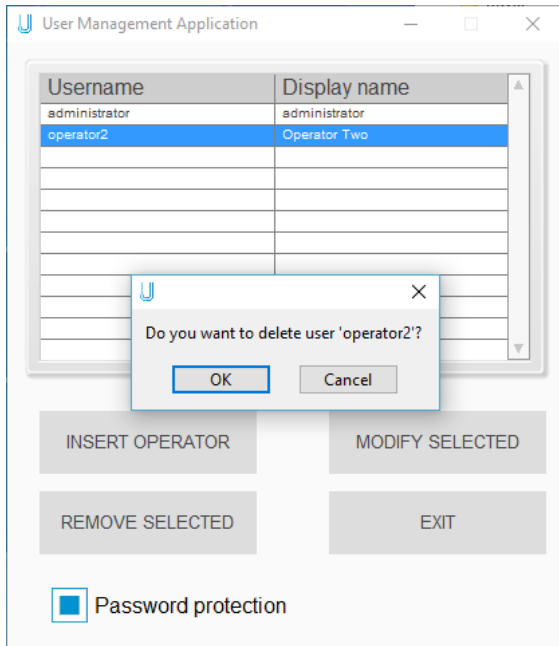 User Management Application
Username Display name
administrator administrator
operator2 Operator Two
Do you want to delete user 'operator2'?
OK Cancel
INSERT OPERATOR MODIFY SELECTED
REMOVE SELECTED EXIT
Password protection